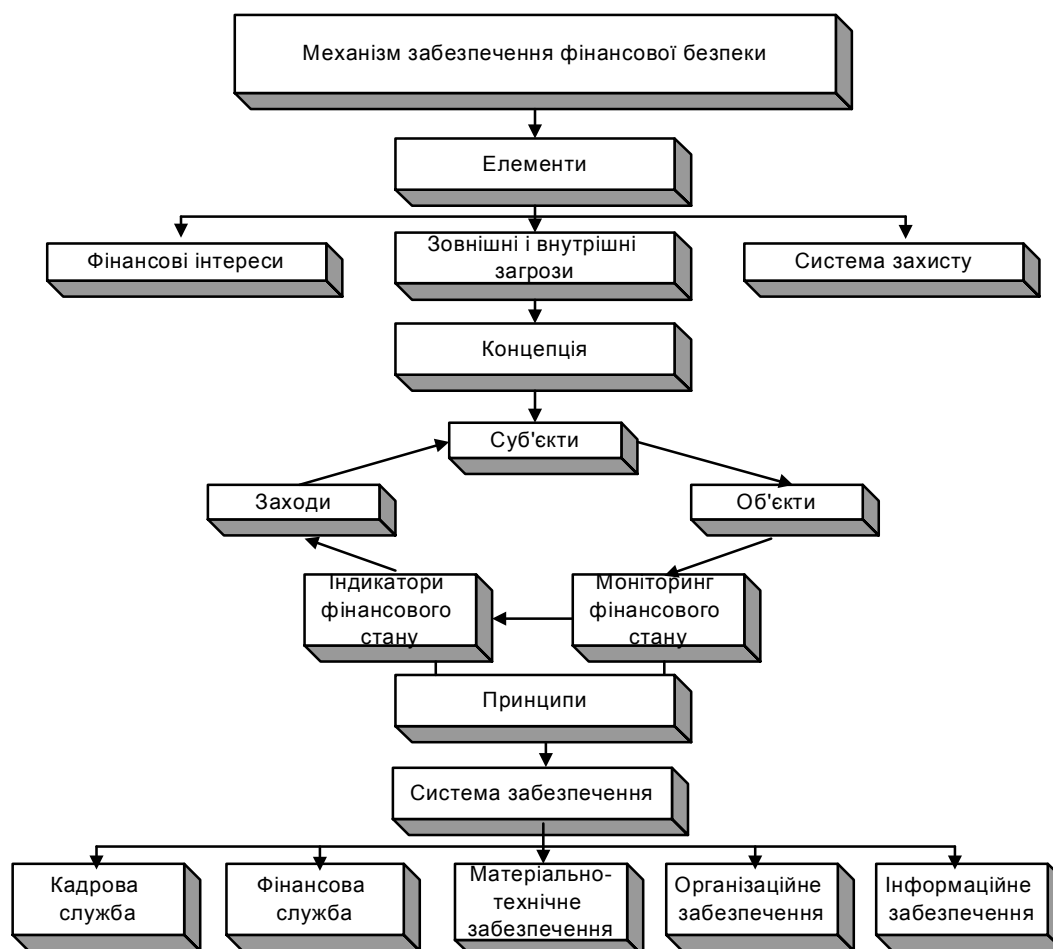 Механізм забезпечення фінансової безпеки
Елементи
Фінансові інтереси
Зовнішні і внутрішні
загрози
Система захисту
Концепція
Суб'єкти
Заходи
Об'єкти
Індикатори
фінансового
стану
Моніторинг
фінансового
стану
Принципи
Система забезпечення
Кадрова
служба
Фінансова
служба
Матеріально-
технічне
забезпечення
Організаційне
забезпечення
Інформаційне
забезпечення